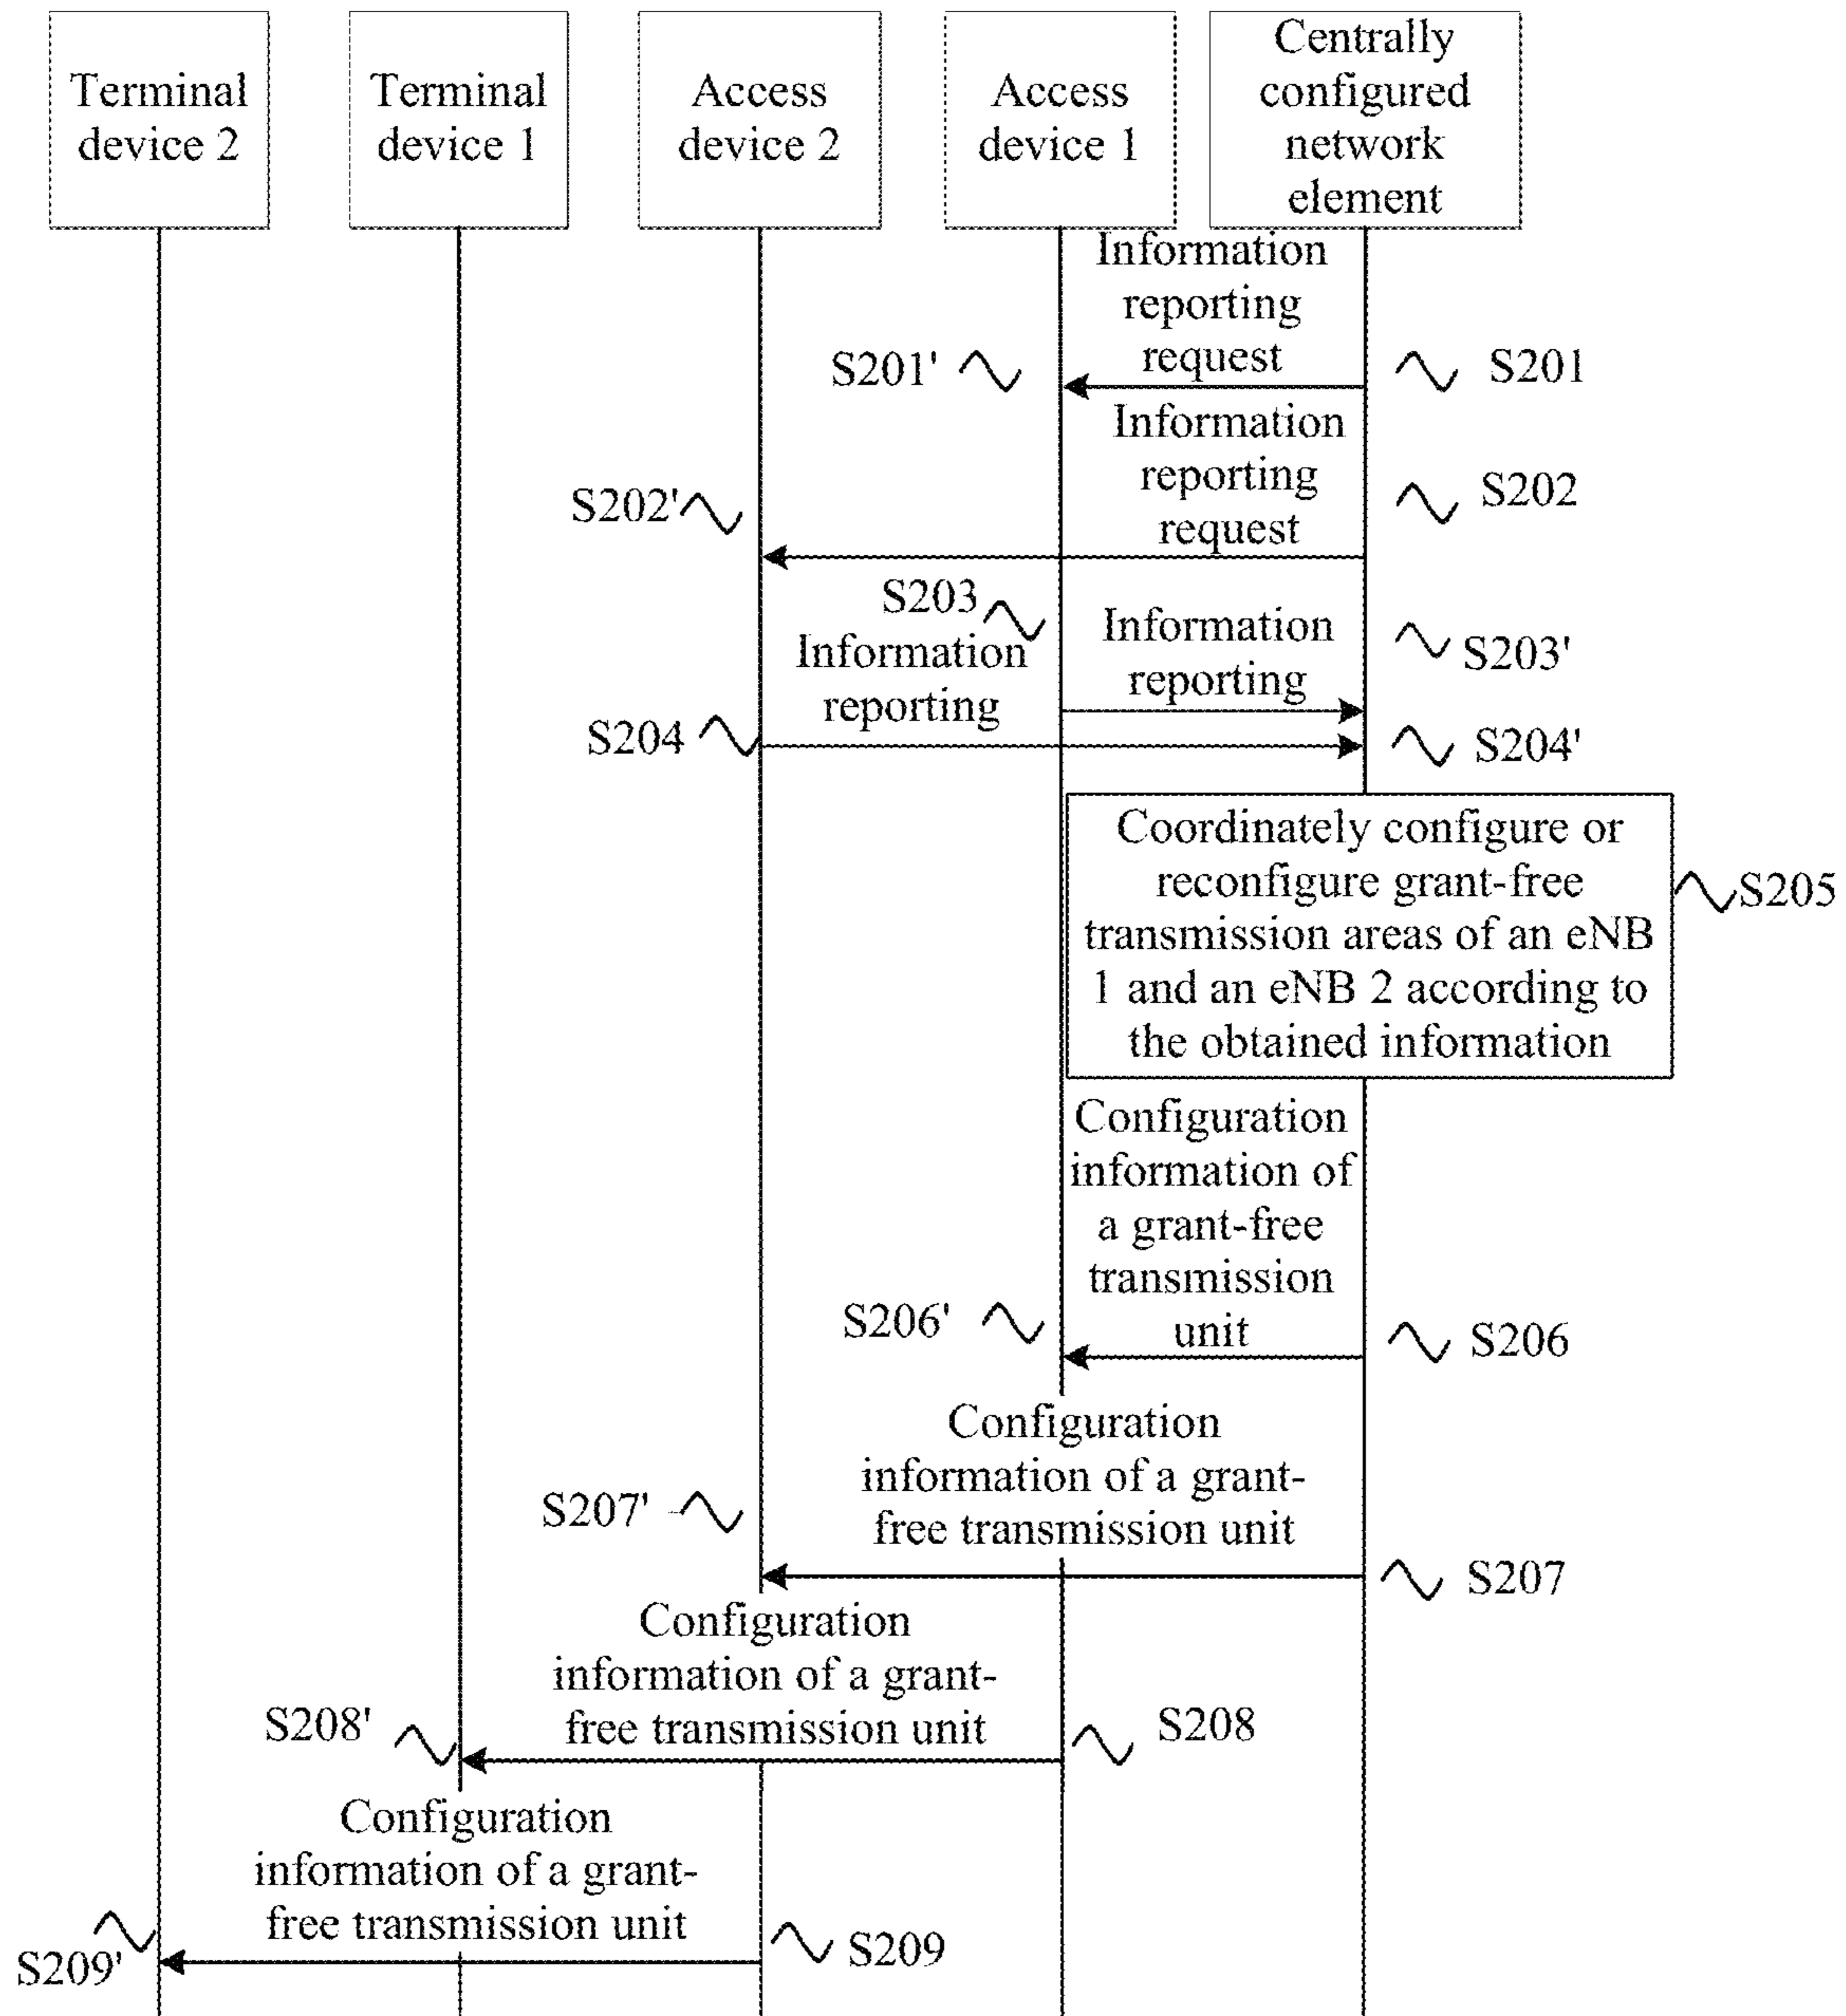 Terminal
device 2
Terminal
device 1
Access
device 2
Access
device 1
Centrally
configured
network
element
Information
reporting
request
S201'
S201
Information
reporting
request
S202'
S202
S203
Information
reporting
S203'
Information
reporting
S204
S204'
Coordinately configure or
reconfigure grant-free
transmission areas of an eNB
1 and an eNB 2 according to
the obtained information
S205
Configuration
information of
a grant-free
transmission
unit
S206'
S206
Configuration
information of a grant-
free transmission unit
S207'
S207
Configuration
information of a grant-
free transmission unit
S208'
S208
Configuration
information of a grant-
free transmission unit
S209'
S209